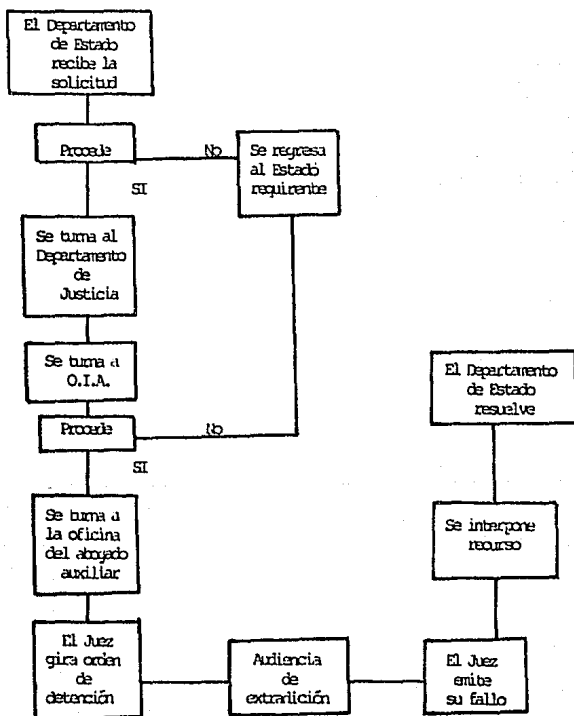 El Departamento
de Estado
recibe la
solicitud
Procede
No
Se regresa
al Estado
requirente
SI
Se turna al
Departamento
de
Justicia
Se turna a
O.I.A.
Procede
No
SI
Se turna a
la oficina
del abogado
auxiliar
El Juez
gira orden
de
detención
Audiencia
de
extradición
El Juez
emite
su fallo
Se interpone
recurso
El Departamento
de Estado
resuelve